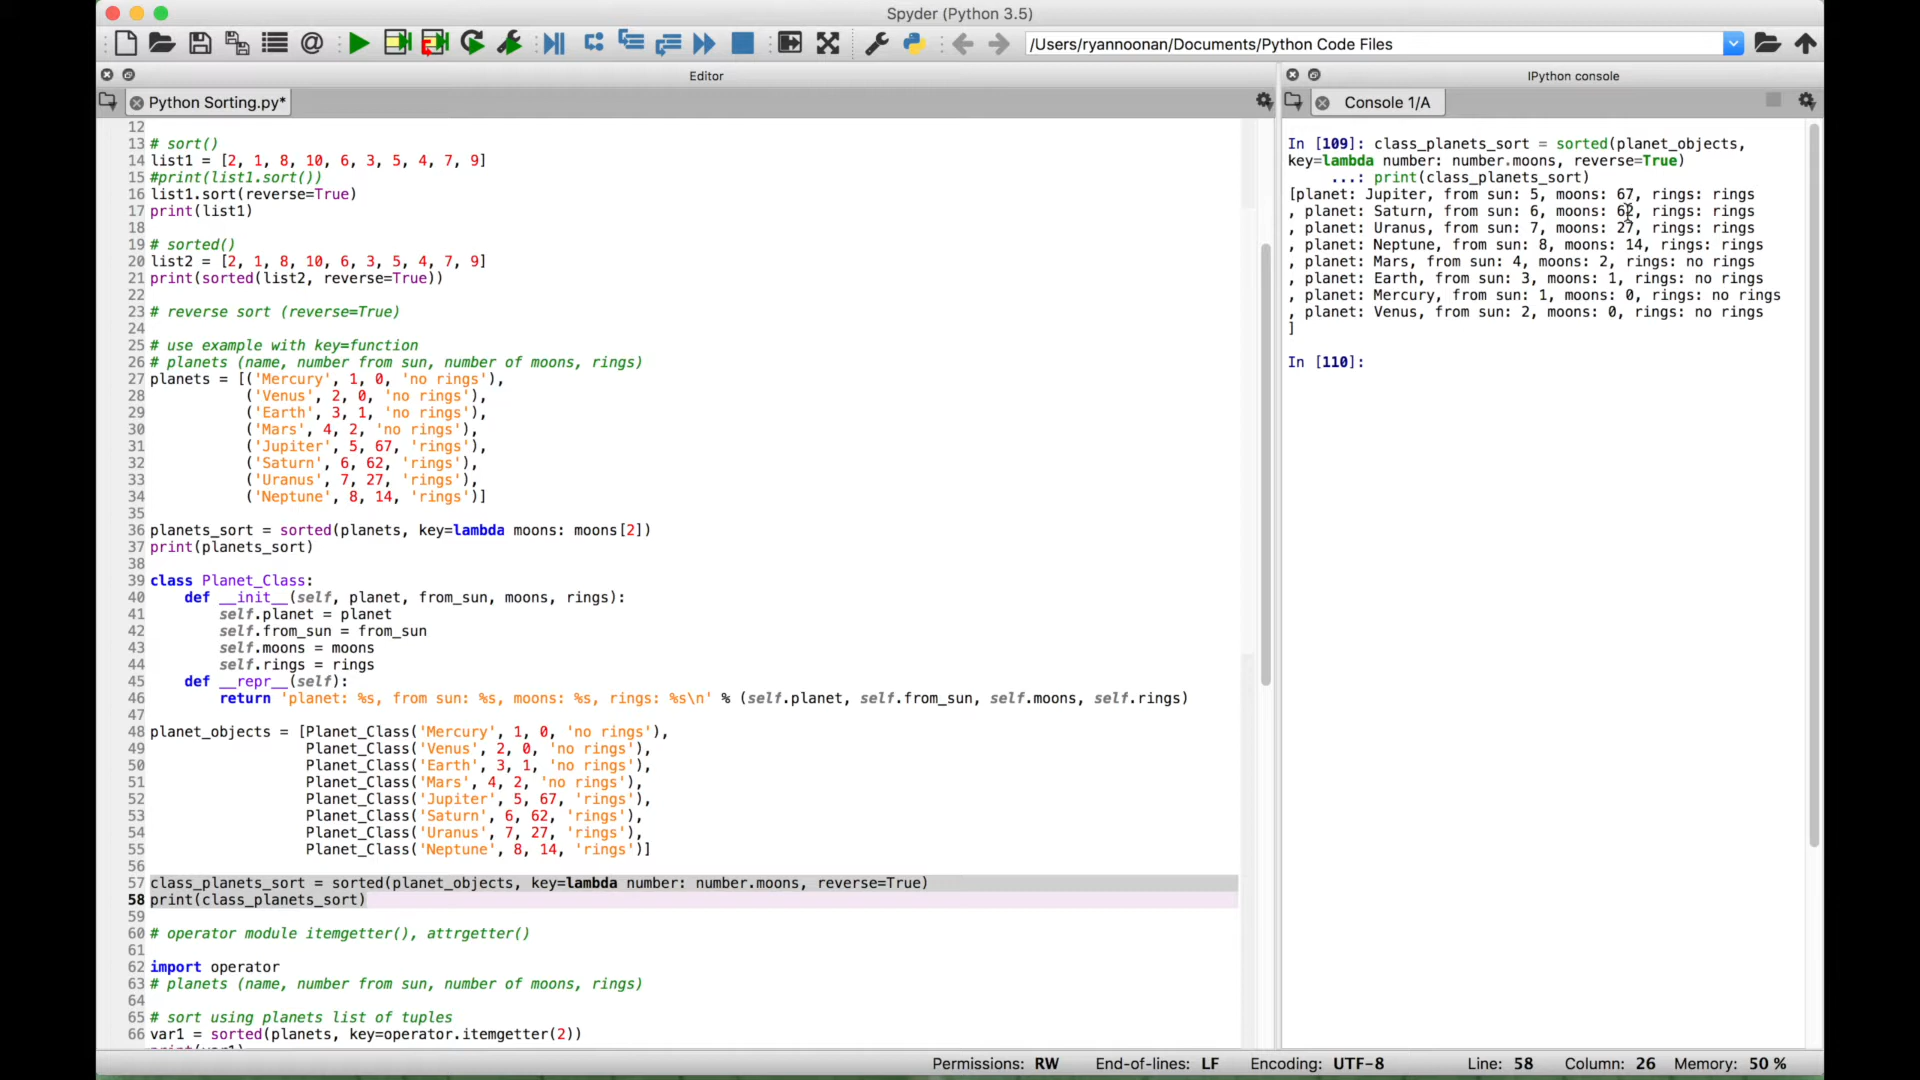 Spyder (Python 3.5)
/Users/ryannoonan/Documents/Python Code Files
Editor
Python Sorting.py*
12
13 # sort()
14 list1 = [2, 1, 8, 10, 6, 3, 5, 4, 7, 9]
15 #print(list1.sort())
16 list1.sort(reverse=True)
17 print(list1)
18
19 # sorted()
20 list2 = [2, 1, 8, 10, 6, 3, 5, 4, 7, 9]
21 print(sorted(list2, reverse=True))
22
23 # reverse sort (reverse=True)
24
25 # use example with key=function
26 # planets (name, number from sun, number of moons, rings)
27 planets = [('Mercury', 1, 0, 'no rings'),
28 ('Venus', 2, 0, 'no rings'),
29 ('Earth', 3, 1, 'no rings'),
30 ('Mars', 4, 2, 'no rings'),
31 ('Jupiter', 5, 67, 'rings'),
32 ('Saturn', 6, 62, 'rings'),
33 ('Uranus', 7, 27, 'rings'),
34 ('Neptune', 8, 14, 'rings')]
35
36 planets_sort = sorted(planets, key=lambda moons: moons[2])
37 print(planets_sort)
38
39 class Planet_Class:
40 def __init__(self, planet, from_sun, moons, rings):
41 self.planet = planet
42 self.from_sun = from_sun
43 self.moons = moons
44 self.rings = rings
45 def __repr__(self):
46 return 'planet: %s, from sun: %s, moons: %s, rings: %s\n' % (self.planet, self.from_sun, self.moons, self.rings)
47
48 planet_objects = [Planet_Class('Mercury', 1, 0, 'no rings'),
49 Planet_Class('Venus', 2, 0, 'no rings'),
50 Planet_Class('Earth', 3, 1, 'no rings'),
51 Planet_Class('Mars', 4, 2, 'no rings'),
52 Planet_Class('Jupiter', 5, 67, 'rings'),
53 Planet_Class('Saturn', 6, 62, 'rings'),
54 Planet_Class('Uranus', 7, 27, 'rings'),
55 Planet_Class('Neptune', 8, 14, 'rings')]
56
57 class_planets_sort = sorted(planet_objects, key=lambda number: number.moons, reverse=True)
58 print(class_planets_sort)
59
60 # operator module itemgetter(), attrgetter()
61
62 import operator
63 # planets (name, number from sun, number of moons, rings)
64
65 # sort using planets list of tuples
66 var1 = sorted(planets, key=operator.itemgetter(2))
IPython console
Console 1/A
In [109]: class_planets_sort = sorted(planet_objects,
key=lambda number: number.moons, reverse=True)
...: print(class_planets_sort)
[planet: Jupiter, from sun: 5, moons: 67, rings: rings
, planet: Saturn, from sun: 6, moons: 62, rings: rings
, planet: Uranus, from sun: 7, moons: 27, rings: rings
, planet: Neptune, from sun: 8, moons: 14, rings: rings
, planet: Mars, from sun: 4, moons: 2, rings: no rings
, planet: Earth, from sun: 3, moons: 1, rings: no rings
, planet: Mercury, from sun: 1, moons: 0, rings: no rings
, planet: Venus, from sun: 2, moons: 0, rings: no rings
]
In [110]:
Permissions: RW End-of-lines: LF Encoding: UTF-8 Line: 58 Column: 26 Memory: 50 %